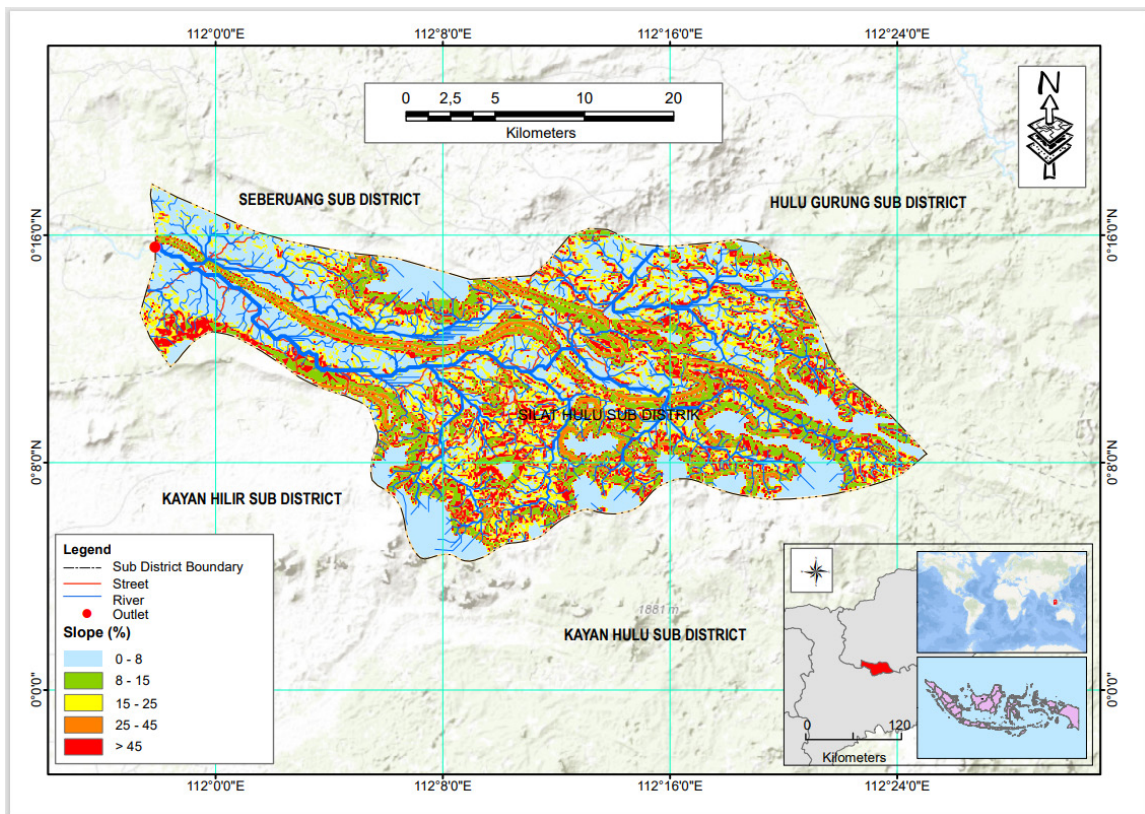 112°0'0"E
112°8'0"E
112°16'0"E
112°24'0"E
0 2,5 5 10 20
Kilometers
N
SEBERUANG SUB DISTRICT
HULU GURUNG SUB DISTRICT
0°16'0"N
0°16'0"N
SILAT HULU SUB DISTRIK
0°8'0"N
0°8'0"N
KAYAN HILIR SUB DISTRICT
1881 m
KAYAN HULU SUB DISTRICT
0°0'0"
0°0'0"
Legend
Sub District Boundary
Street
River
Outlet
Slope (%)
0 - 8
8 - 15
15 - 25
25 - 45
> 45
0 120
Kilometers
112°0'0"E
112°8'0"E
112°16'0"E
112°24'0"E